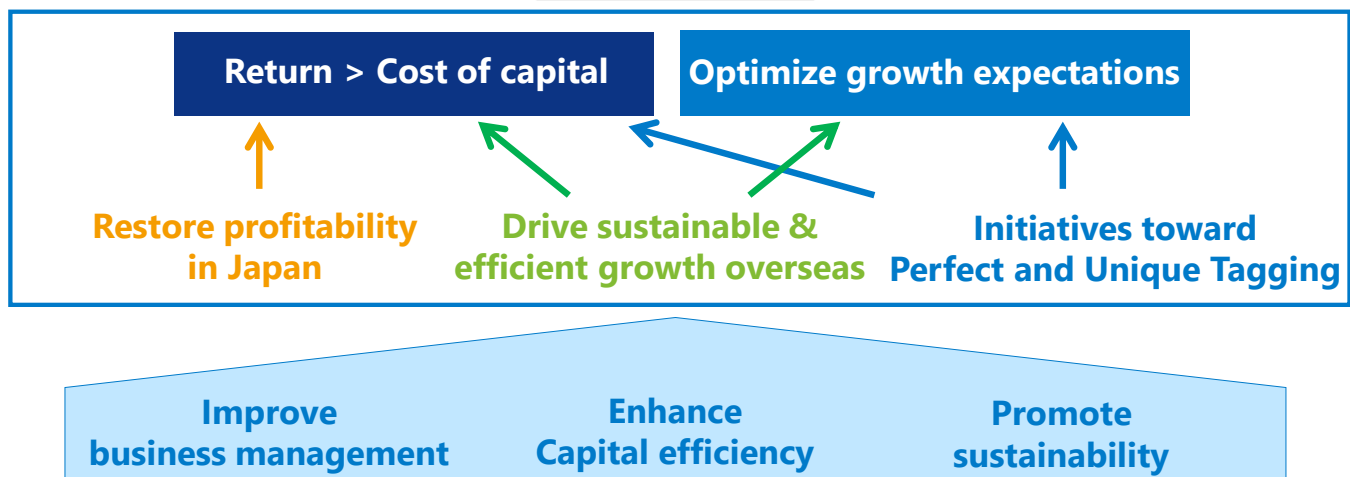 Return > Cost of capital
Optimize growth expectations
Restore profitability
in Japan
Drive sustainable &
efficient growth overseas
Initiatives toward
Perfect and Unique Tagging
Improve
business management
Enhance
Capital efficiency
Promote
sustainability